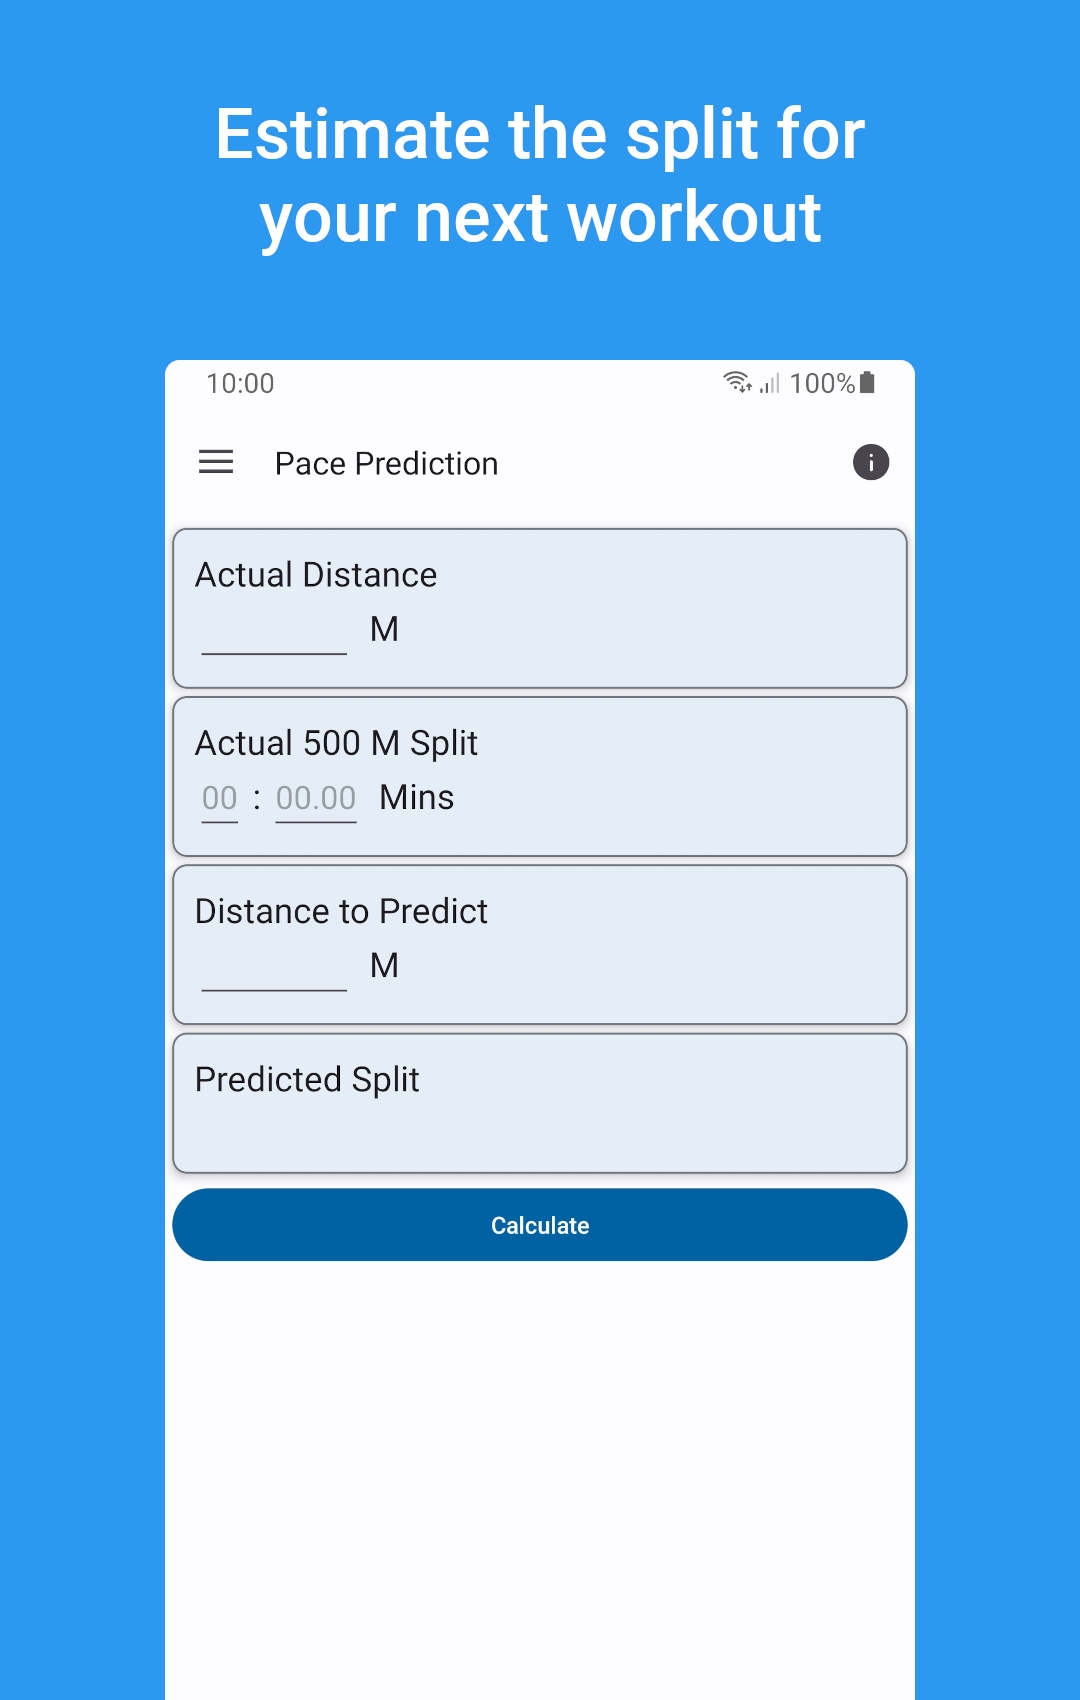 Estimate the split for
your next workout
10:00 100%
Pace Prediction
Actual Distance
M
Actual 500 M Split
00 : 00.00 Mins
Distance to Predict
M
Predicted Split
Calculate